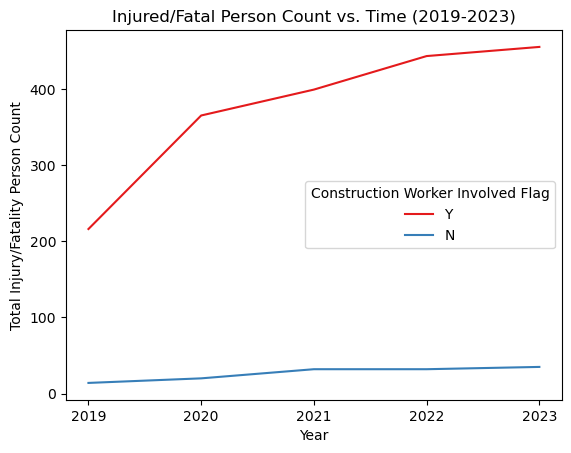 Injured/Fatal Person Count vs. Time (2019-2023)
Total Injury/Fatality Person Count
400
300
200
100
0
Construction Worker Involved Flag
Y
N
2019 2020 2021 2022 2023
Year